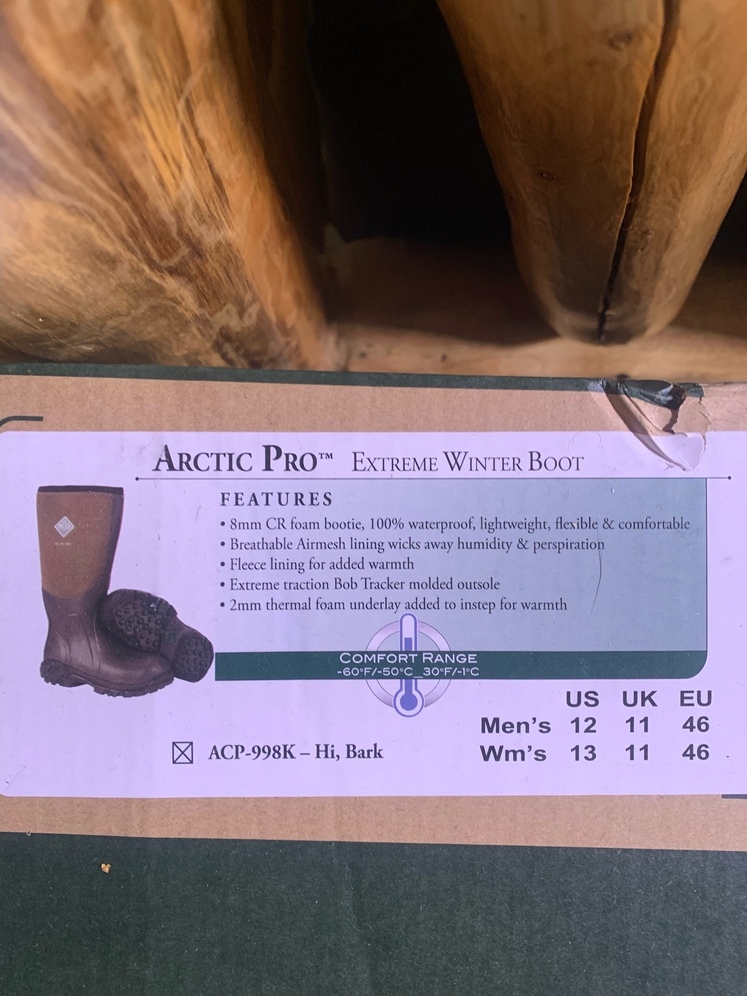 ARCTIC PRO™ EXTREME WINTER BOOT
FEATURES
• 8mm CR foam bootie, 100% waterproof, lightweight, flexible & comfortable
• Breathable Airmesh lining wicks away humidity & perspiration
• Fleece lining for added warmth
• Extreme traction Bob Tracker molded outsole
• 2mm thermal foam underlay added to instep for warmth
COMFORT RANGE
-60°F/-50°C_30°F/-1°C
US UK EU
Men's 12 11 46
Wm's 13 11 46
ACP-998K – Hi, Bark